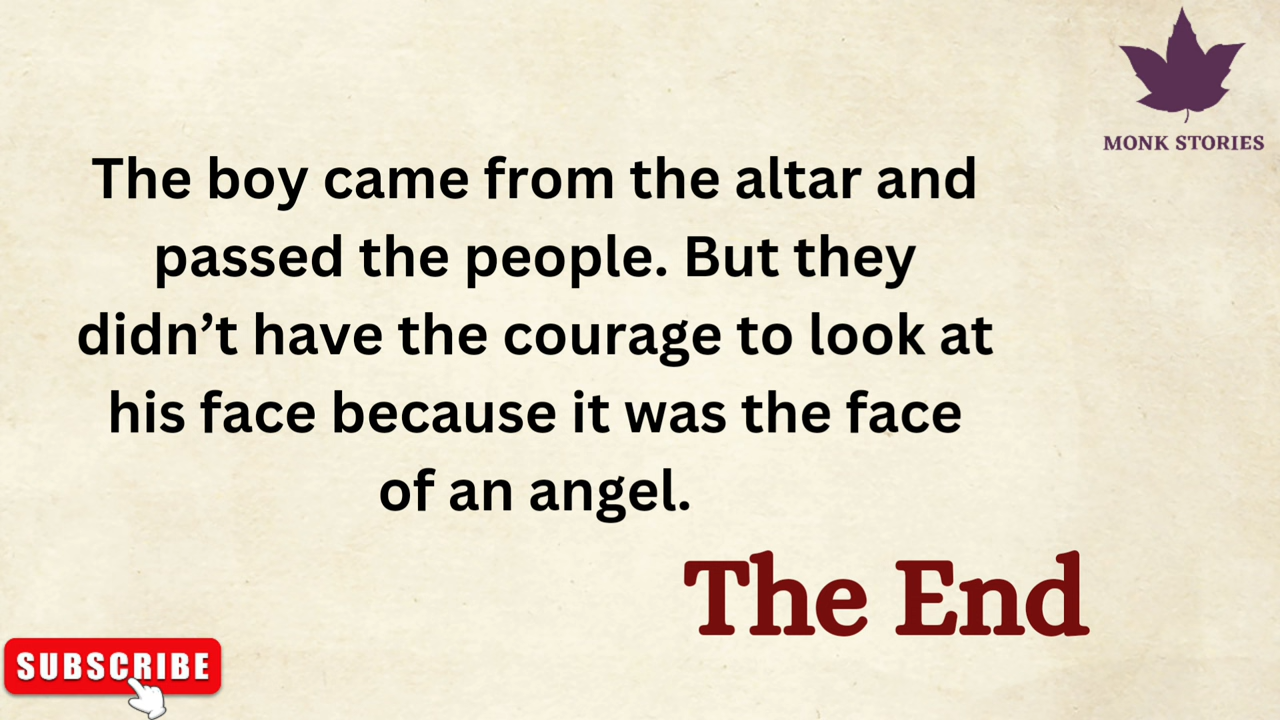 MONK STORIES
The boy came from the altar and
passed the people. But they
didn’t have the courage to look at
his face because it was the face
of an angel.
The End
SUBSCRIBE